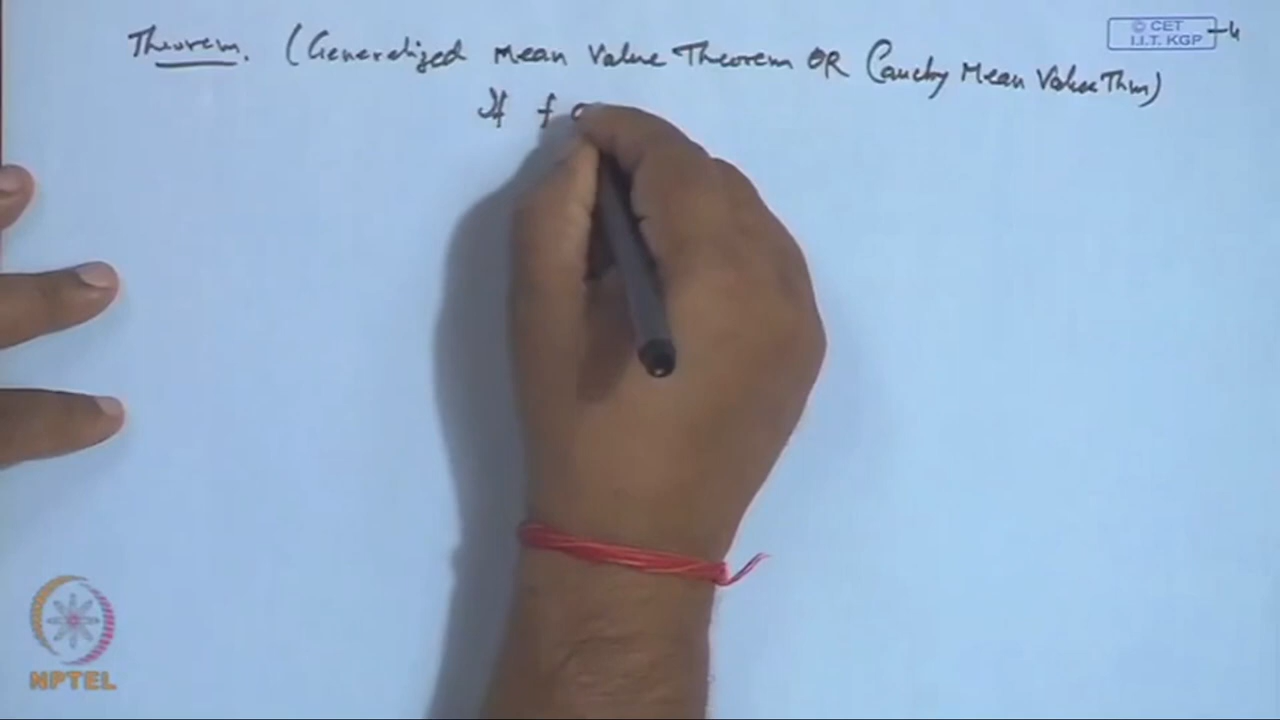 Theorem. (Generalized Mean Value Theorem OR Cauchy Mean Value Thm)
If f
© CET
I.I.T. KGP
NPTEL